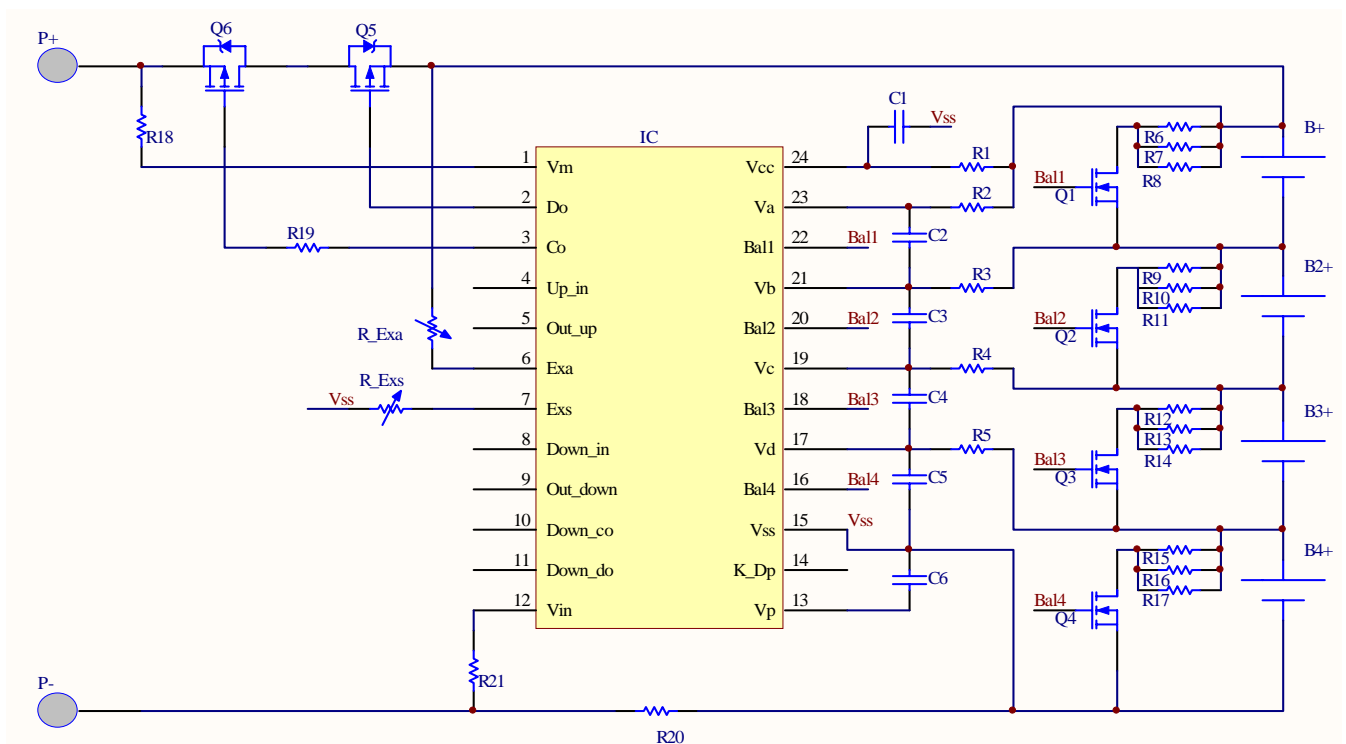 Q6
Q5
P+
C1
Vss
R18
IC
B+
R6
R7
R8
1
Vm
Vcc
24
R1
Bal1
Q1
2
Do
Va
23
R2
R19
3
Co
Bal1
22
Bal1
C2
4
Up_in
Vb
21
R3
B2+
R9
R10
R11
5
Out_up
Bal2
20
Bal2
C3
Bal2
Q2
R_Exa
6
Exa
Vc
19
R4
R_Exs
Vss
7
Exs
Bal3
18
Bal3
C4
B3+
R12
R13
R14
8
Down_in
Vd
17
R5
Bal3
Q3
9
Out_down
Bal4
16
Bal4
C5
10
Down_co
Vss
15
Vss
B4+
R15
R16
R17
11
Down_do
K_Dp
14
C6
12
Vin
Vp
13
Bal4
Q4
R21
P-
R20